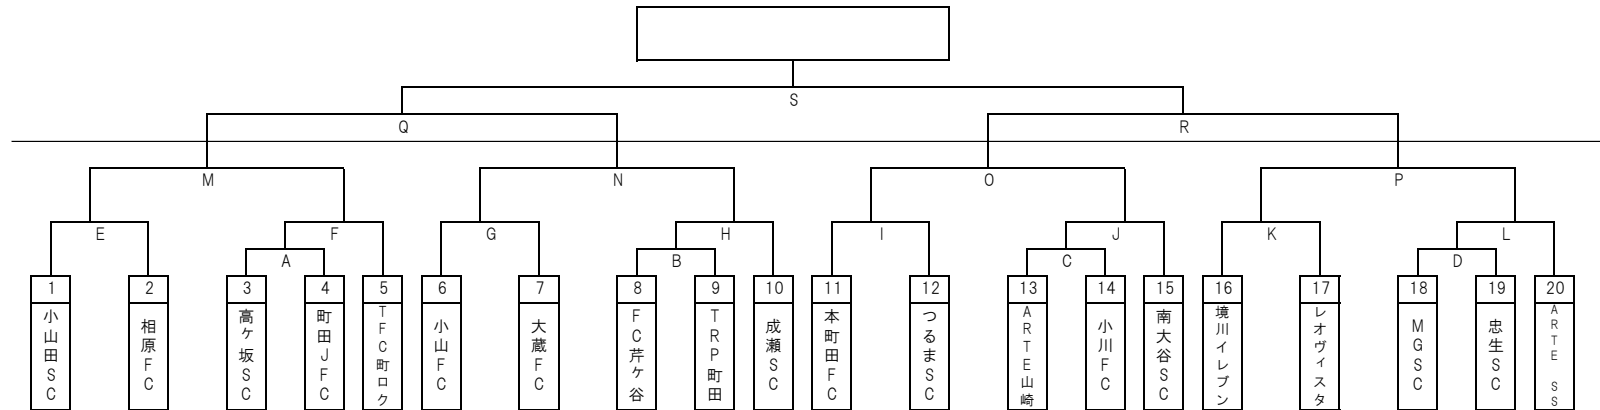 S
Q R
M N O P
E F G H I J K L
A B C D
1 2 3 4 5 6 7 8 9 10 11 12 13 14 15 16 17 18 19 20
小山田SC
相原FC
高ヶ坂SC
町田JFC
TFC町ロク
小山FC
大蔵FC
FC芹ヶ谷
TRP町田
成瀬SC
本町田FC
つるまSC
ARTE山崎
小川FC
南大谷SC
境川イレブン
レオヴィスタ
MGSC
忠生SC
ARTE SS